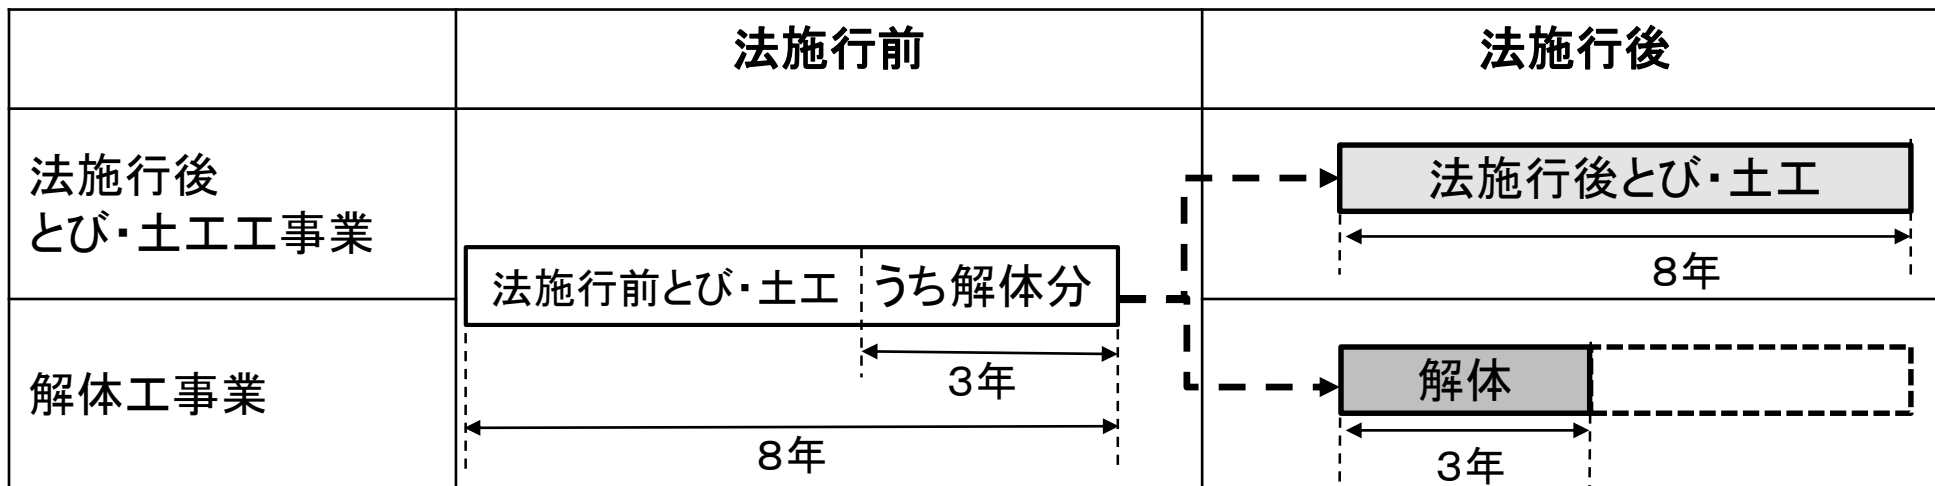 法施行前
法施行後
法施行後
とび・土工工事業
法施行前とび・土工
うち解体分
3年
8年
法施行後とび・土工
8年
解体工事業
解体
3年